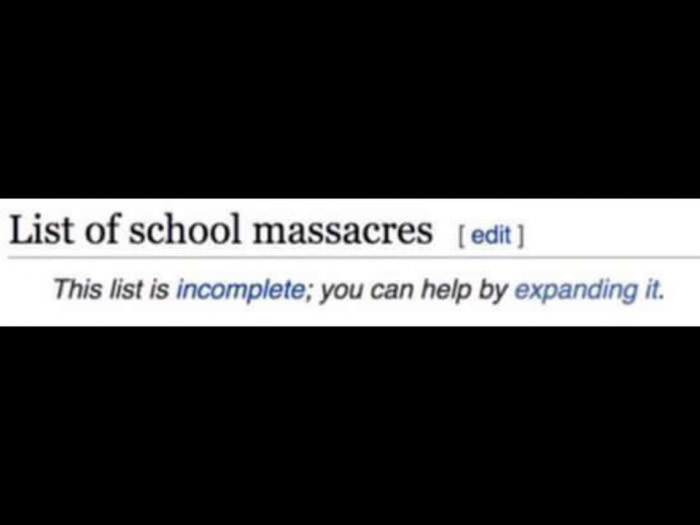 List of school massacres [ edit ]
This list is incomplete; you can help by expanding it.